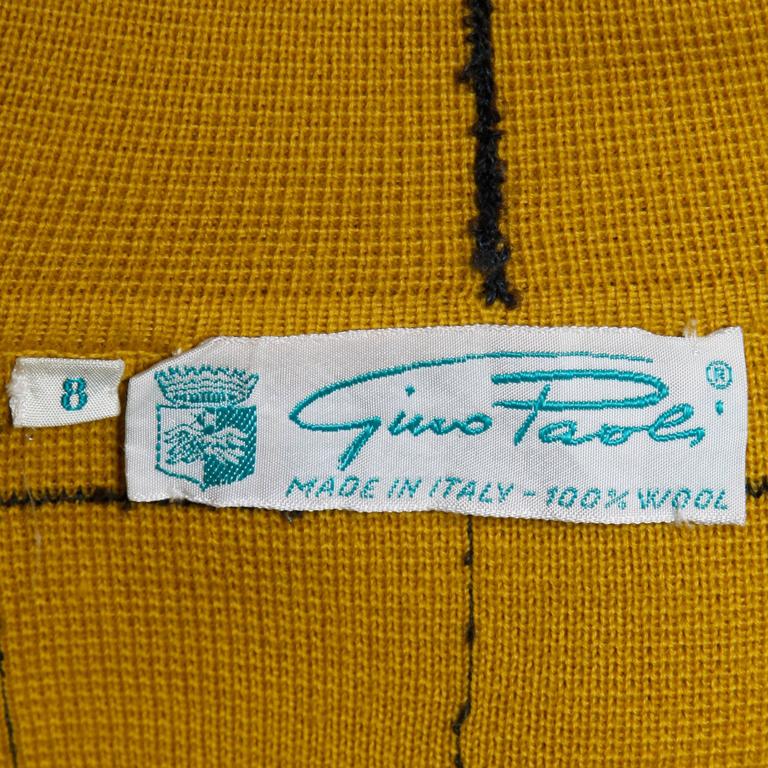 8
Gino Paoli ®
MADE IN ITALY - 100% WOOL